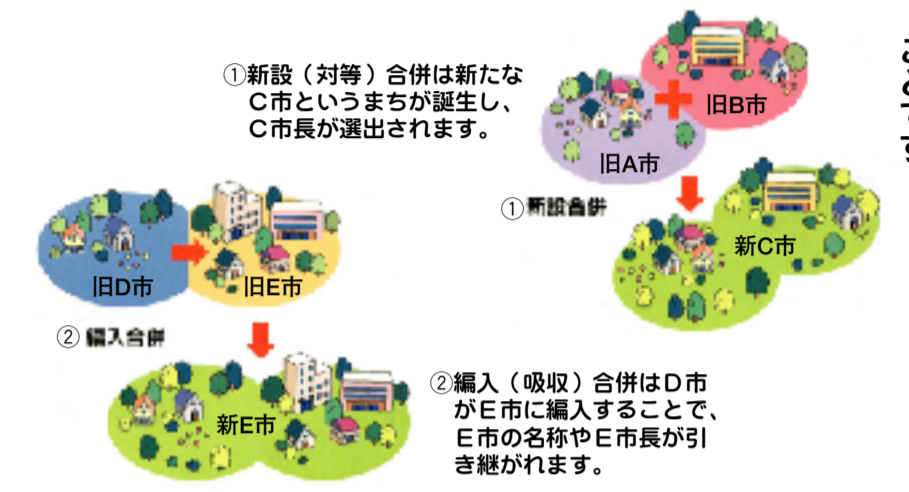 ①新設（対等）合併は新たな
Ｃ市というまちが誕生し、
Ｃ市長が選出されます。
旧B市
旧A市
①新設合併
新C市
旧D市
旧E市
②編入合併
新E市
②編入（吸収）合併はＤ市
がＥ市に編入することで、
Ｅ市の名称やＥ市長が引
き継がれます。